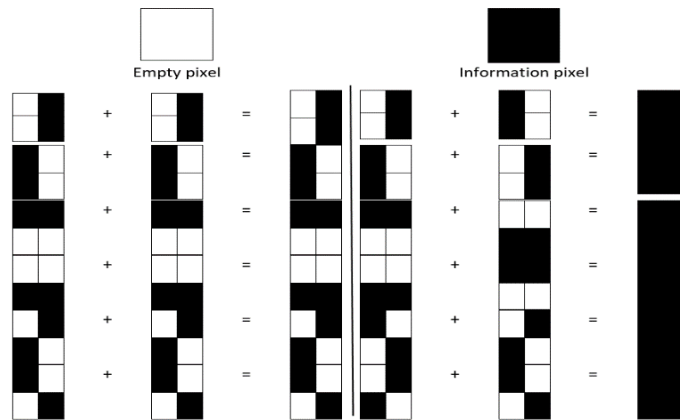 Empty pixel
Information pixel
+ = + =
+ = + =
+ = + =
+ = + =
+ = + =
+ = + =